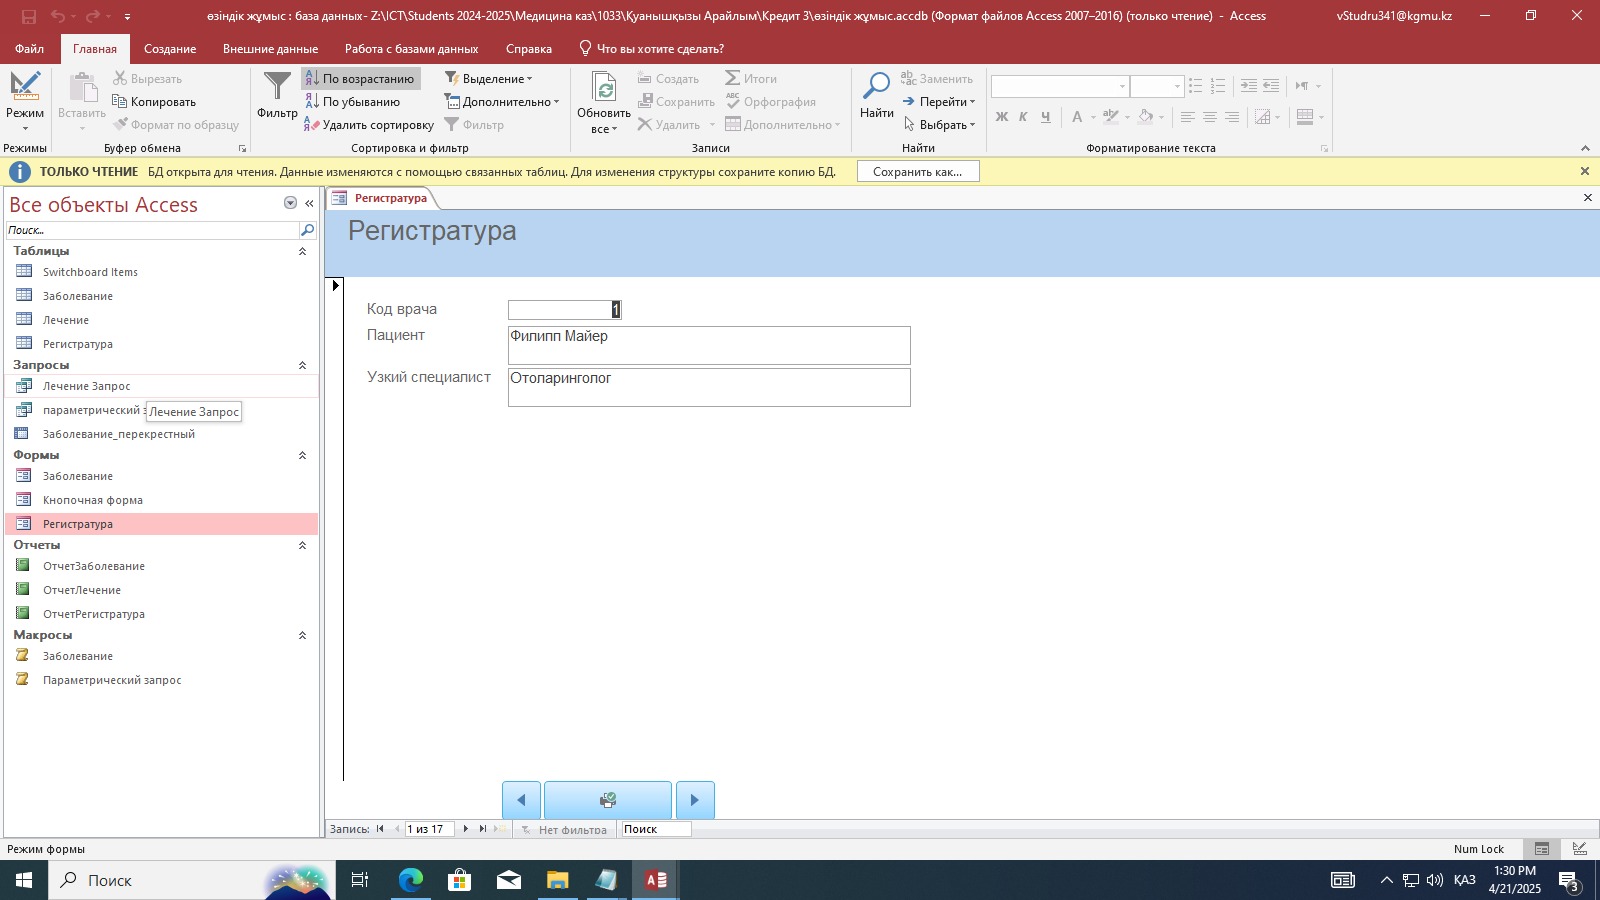 өзіндік жұмыс : база данных- Z:\ICT\Students 2024-2025\Медицина каз\1033\Қуанышқызы Арайлым\Кредит 3\өзіндік жұмыс.accdb (Формат файлов Access 2007–2016) (только чтение) - Access
vStudru341@kgmu.kz
Файл Главная Создание Внешние данные Работа с базами данных Справка Что вы хотите сделать?
Режим
Режимы
Вставить
Вырезать
Копировать
Формат по образцу
Буфер обмена
Фильтр
По возрастанию
По убыванию
Удалить сортировку
Выделение
Дополнительно
Фильтр
Сортировка и фильтр
Обновить
все
Создать
Сохранить
Удалить
Итоги
Орфография
Дополнительно
Записи
Найти
Заменить
Перейти
Выбрать
Найти
Ж К Ч А
Форматирование текста
ТОЛЬКО ЧТЕНИЕ БД открыта для чтения. Данные изменяются с помощью связанных таблиц. Для изменения структуры сохраните копию БД. Сохранить как...
Все объекты Access
Поиск...
Таблицы
Switchboard Items
Заболевание
Лечение
Регистратура
Запросы
Лечение Запрос
параметрический з
Лечение Запрос
Заболевание_перекрестный
Формы
Заболевание
Кнопочная форма
Регистратура
Отчеты
ОтчетЗаболевание
ОтчетЛечение
ОтчетРегистратура
Макросы
Заболевание
Параметрический запрос
Регистратура
Регистратура
Код врача 1
Пациент Филипп Майер
Узкий специалист Отоларинголог
Запись: 1 из 17 Нет фильтра Поиск
Режим формы
Num Lock
Поиск
ҚАЗ
1:30 PM
4/21/2025
3